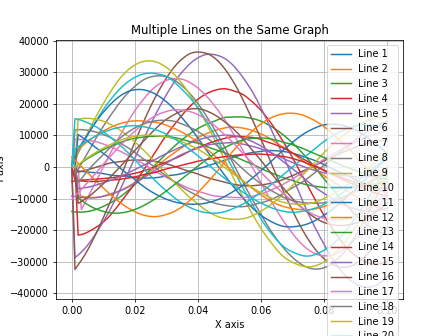 Multiple Lines on the Same Graph
40000
30000
20000
10000
0
−10000
−20000
−30000
−40000
0.00
0.02
0.04
0.06
0.08
X axis
Line 1
Line 2
Line 3
Line 4
Line 5
Line 6
Line 7
Line 8
Line 9
Line 10
Line 11
Line 12
Line 13
Line 14
Line 15
Line 16
Line 17
Line 18
Line 19
Line 20